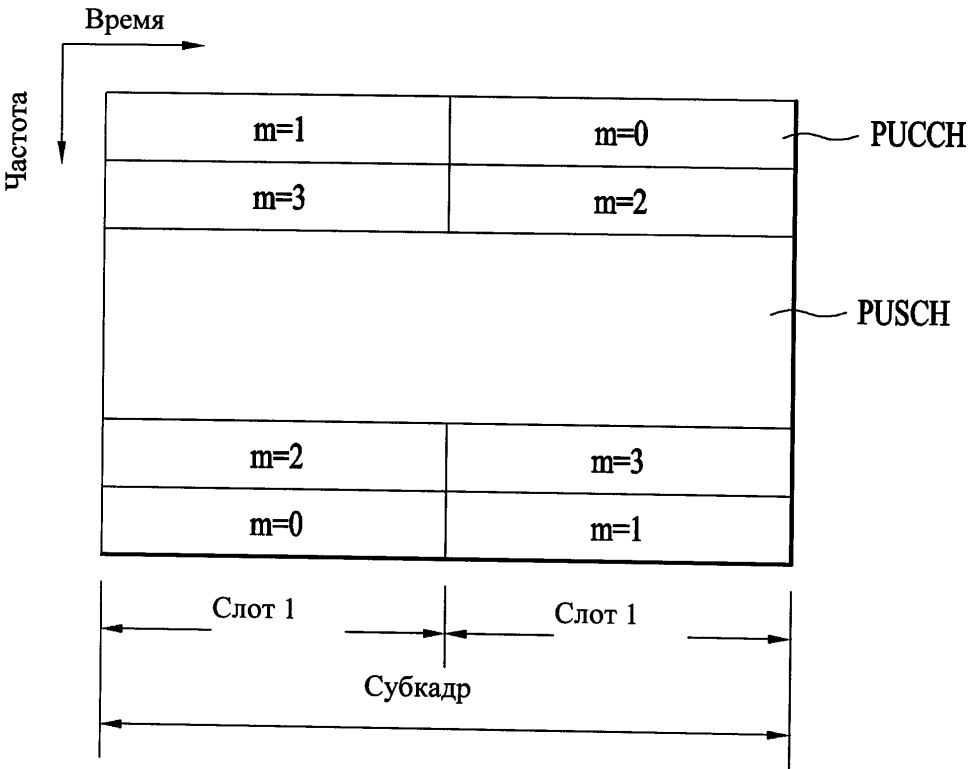 Время
Частота
m=1 m=0 PUCCH
m=3 m=2
PUSCH
m=2 m=3
m=0 m=1
Слот 1 Слот 1
Субкадр